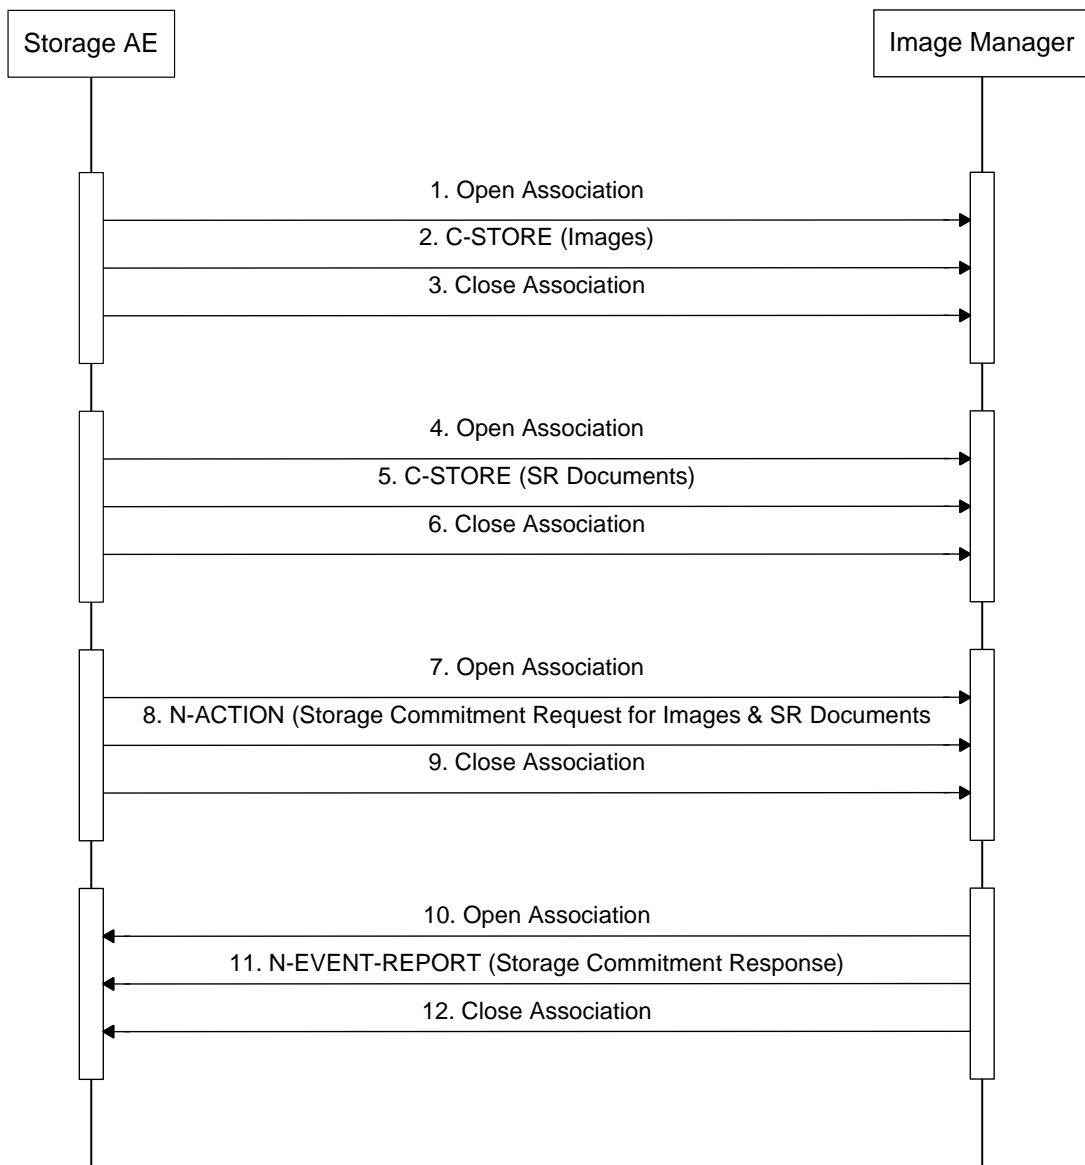 Storage AE
Image Manager
1. Open Association
2. C-STORE (Images)
3. Close Association
4. Open Association
5. C-STORE (SR Documents)
6. Close Association
7. Open Association
8. N-ACTION (Storage Commitment Request for Images & SR Documents
9. Close Association
10. Open Association
11. N-EVENT-REPORT (Storage Commitment Response)
12. Close Association